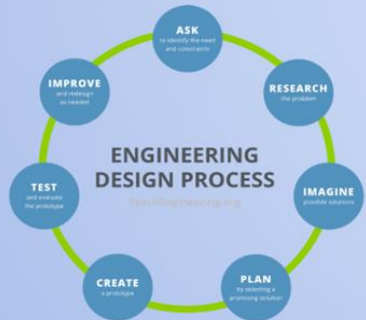 ASK
to identify the need
and constraints
RESEARCH
the problem
IMAGINE
possible solutions
PLAN
by selecting a
promising solution
CREATE
a prototype
TEST
and evaluate
the prototype
IMPROVE
and redesign
as needed
ENGINEERING
DESIGN PROCESS
TeachEngineering.org